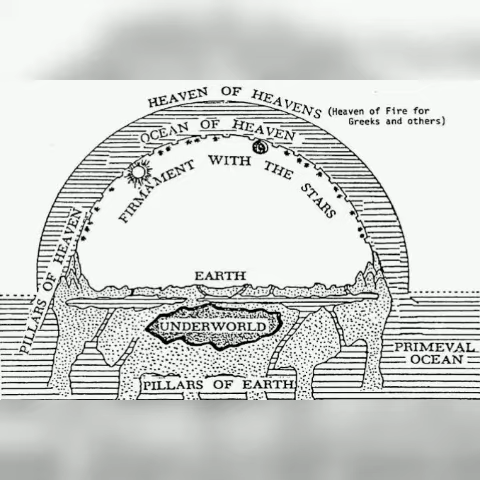 HEAVEN OF HEAVENS
(Heaven of Fire for
Greeks and others)
OCEAN OF HEAVEN
FIRMAMENT WITH THE STARS
PILLARS OF HEAVEN
EARTH
UNDERWORLD
PRIMEVAL
OCEAN
PILLARS OF EARTH